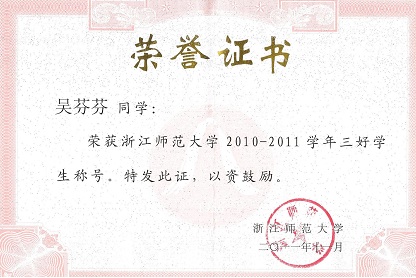 荣誉证书
吴芬芬 同学：
荣获浙江师范大学 2010-2011 学年三好学
生称号。特发此证，以资鼓励。
浙江师范大学
二〇一一年十一月